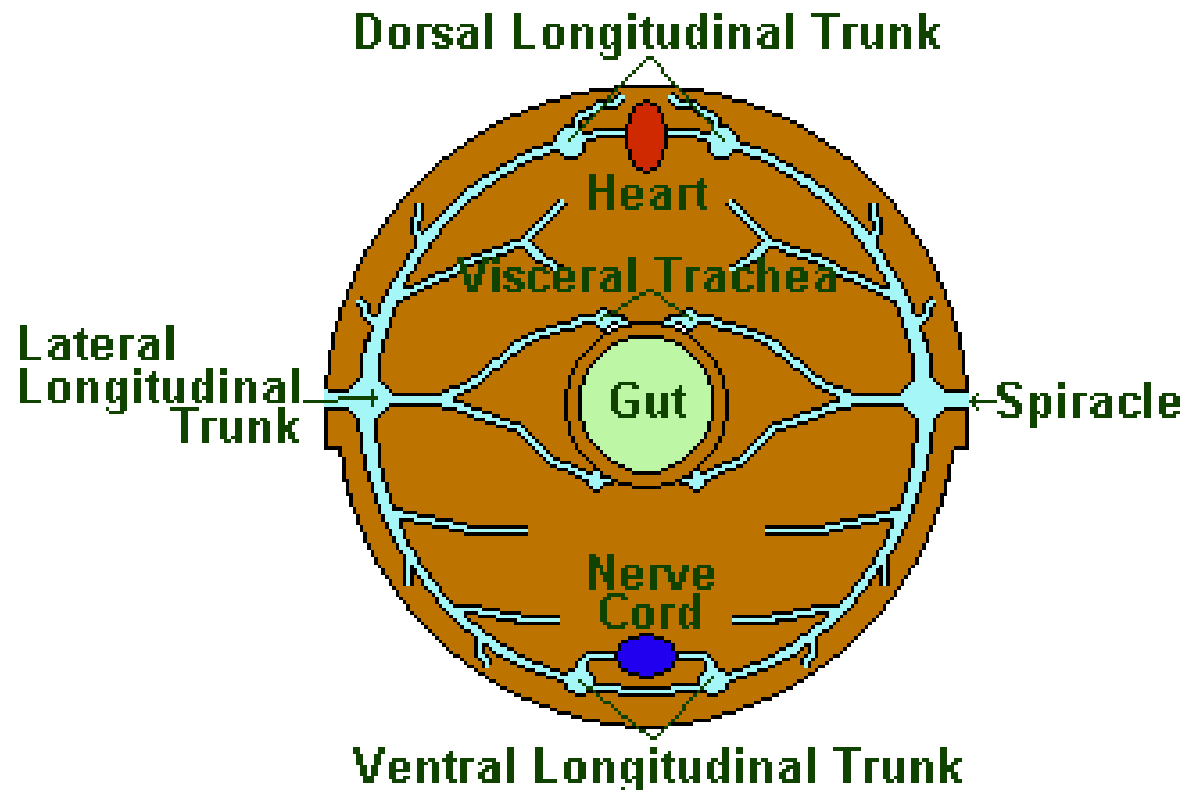 Dorsal Longitudinal Trunk
Heart
Visceral Trachea
Lateral
Longitudinal
Trunk
Gut
Spiracle
Nerve
Cord
Ventral Longitudinal Trunk